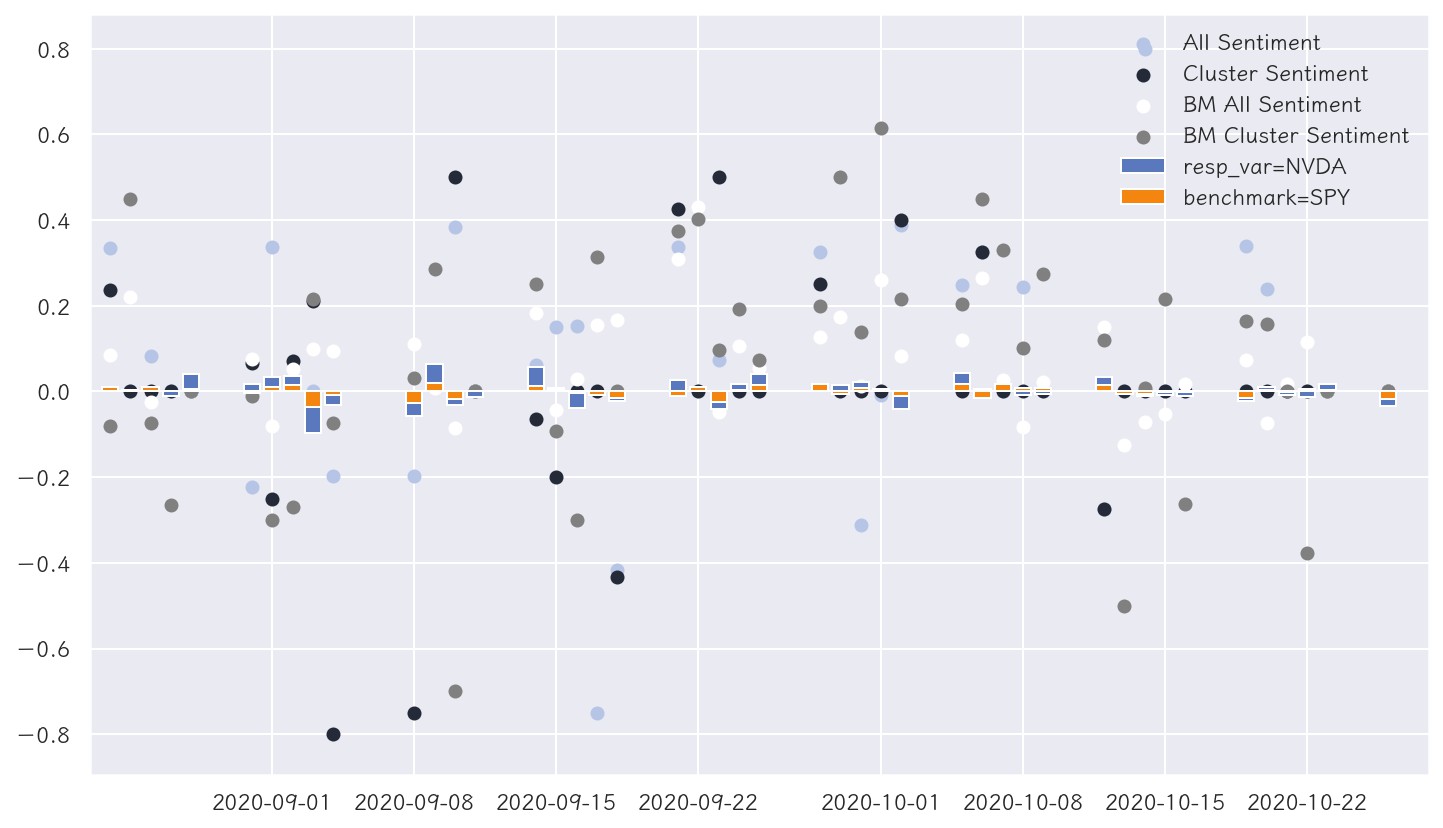 0.8
0.6
0.4
0.2
0.0
−0.2
−0.4
−0.6
−0.8
All Sentiment
Cluster Sentiment
BM All Sentiment
BM Cluster Sentiment
resp_var=NVDA
benchmark=SPY
2020-09-01 2020-09-08 2020-09-15 2020-09-22 2020-10-01 2020-10-08 2020-10-15 2020-10-22